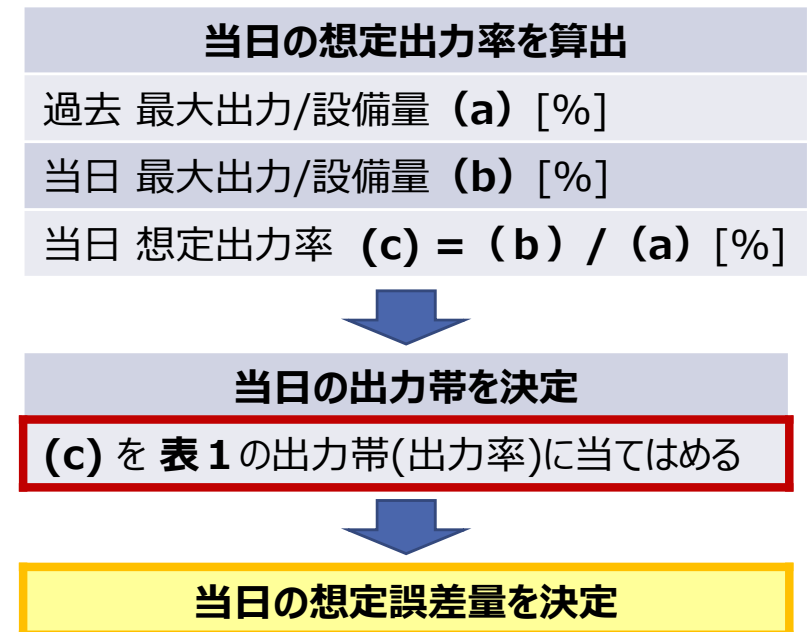 当日の想定出力率を算出
過去 最大出力/設備量（a）[%]
当日 最大出力/設備量（b）[%]
当日 想定出力率 (c) =（ｂ）/（a）[%]
当日の出力帯を決定
(c) を 表１の出力帯(出力率)に当てはめる
当日の想定誤差量を決定